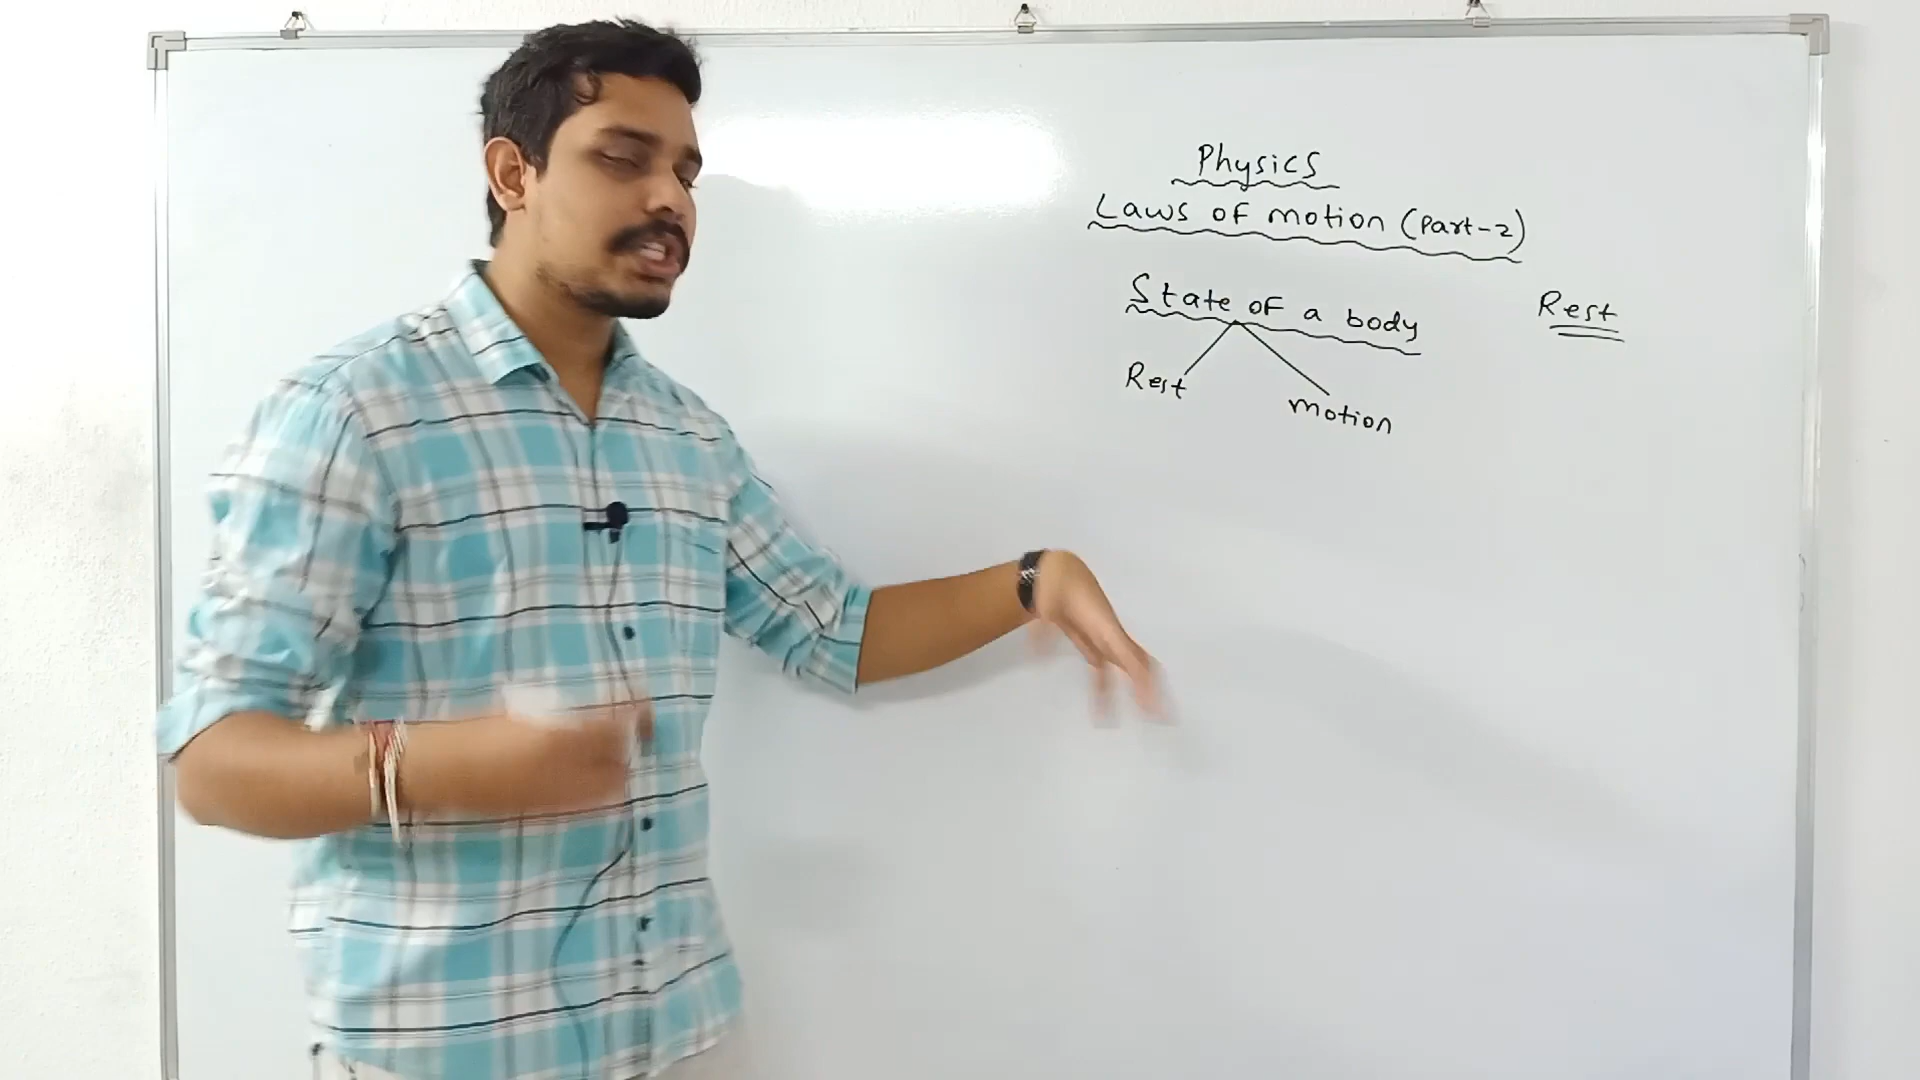 Physics
Laws of motion (Part-2)
State of a body
Rest
motion
Rest